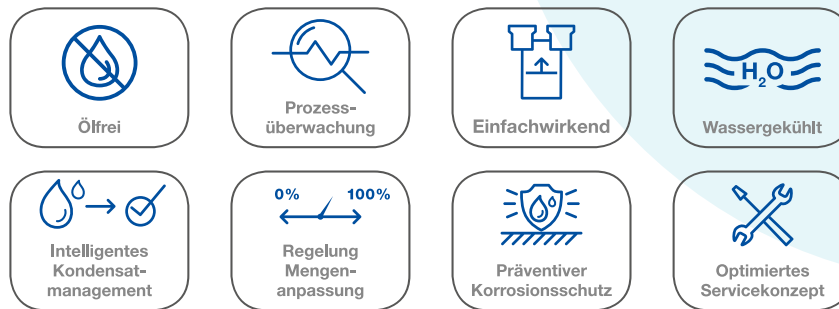 Ölfrei
Prozess-
überwachung
Einfachwirkend
H₂O
Wassergekühlt
Intelligentes
Kondensat-
management
0% 100%
Regelung
Mengen-
anpassung
Präventiver
Korrosionsschutz
Optimiertes
Servicekonzept